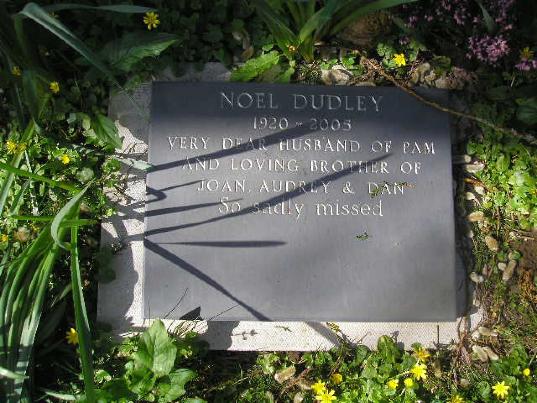 NOEL DUDLEY
1920 - 2003
VERY DEAR HUSBAND OF PAM
AND LOVING BROTHER OF
JOAN, AUDREY & DAN
So sadly missed